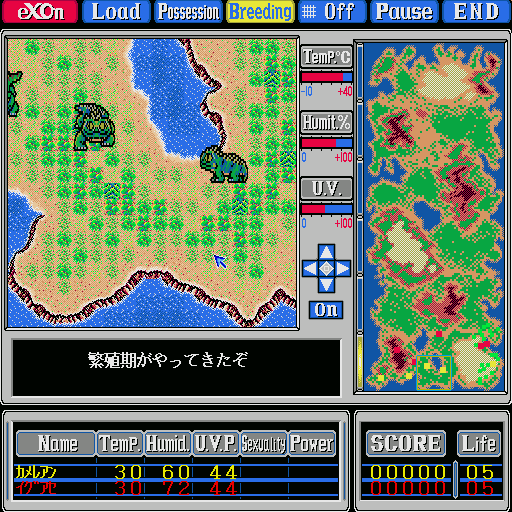 eXOn Load Possession Breeding Off Pause END
TemP.°C
-10 +40
Humit.%
0 +100
U.V.
0 +100
On
繁殖期がやってきたぞ
Name TemP. Humid. U.V.P. Sexuality Power
カメレアン 30 60 44
イグアセ 30 72 44
SCORE Life
00000 05
00000 05